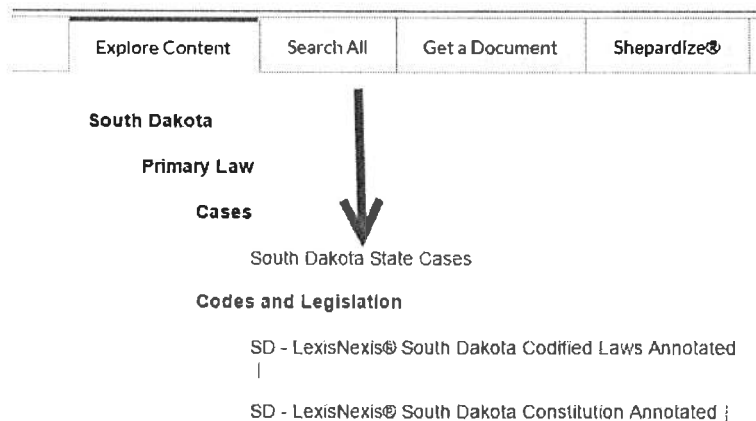 Explore Content Search All Get a Document Shepardize®
South Dakota
Primary Law
Cases
South Dakota State Cases
Codes and Legislation
SD - LexisNexis® South Dakota Codified Laws Annotated
|
SD - LexisNexis® South Dakota Constitution Annotated |